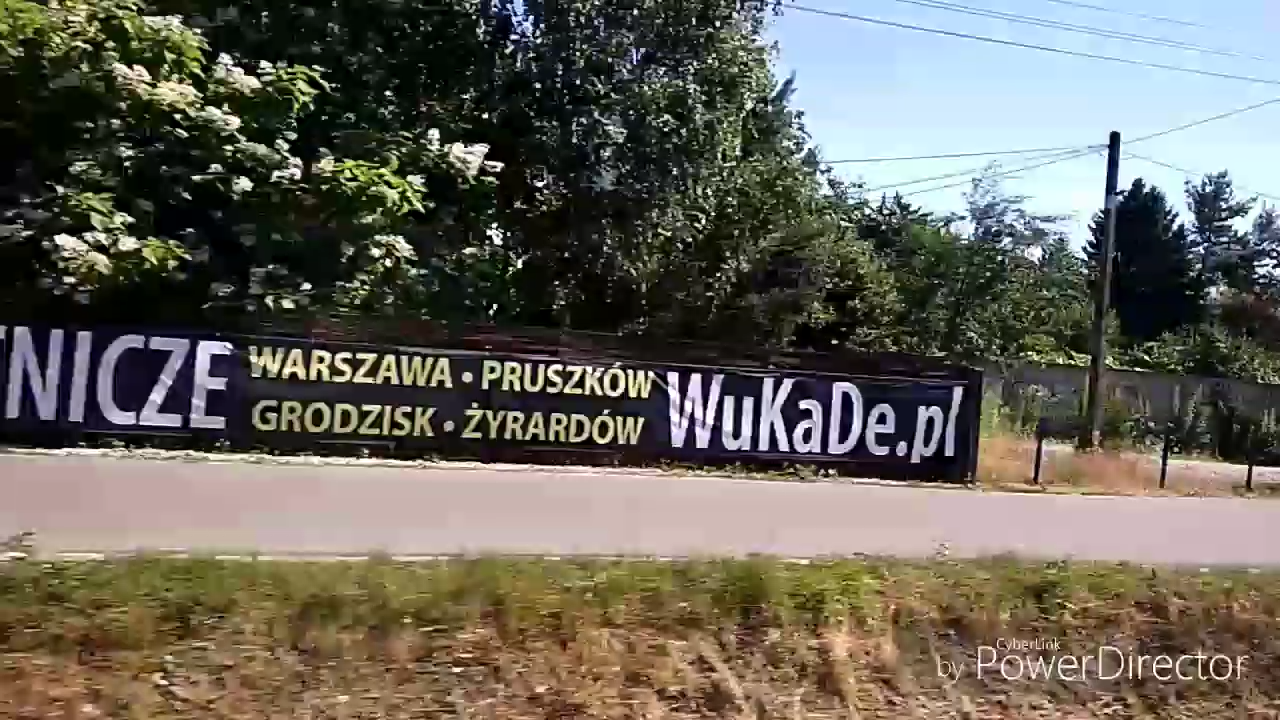 NICZE
WARSZAWA • PRUSZKÓW
GRODZISK • ŻYRARDÓW
WuKaDe.pl
CyberLink
by PowerDirector